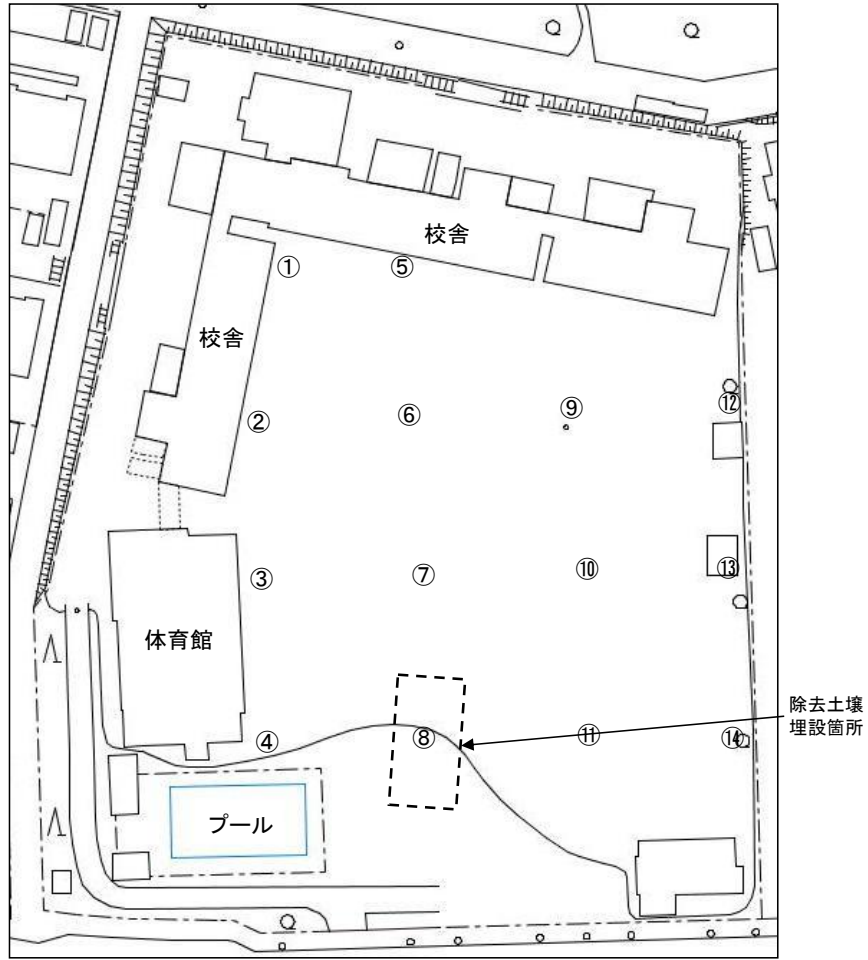 校舎
①
⑤
校舎
②
⑥
⑨
⑫
③
⑦
⑩
⑬
体育館
除去土壌
埋設箇所
④
⑧
⑪
⑭
プール